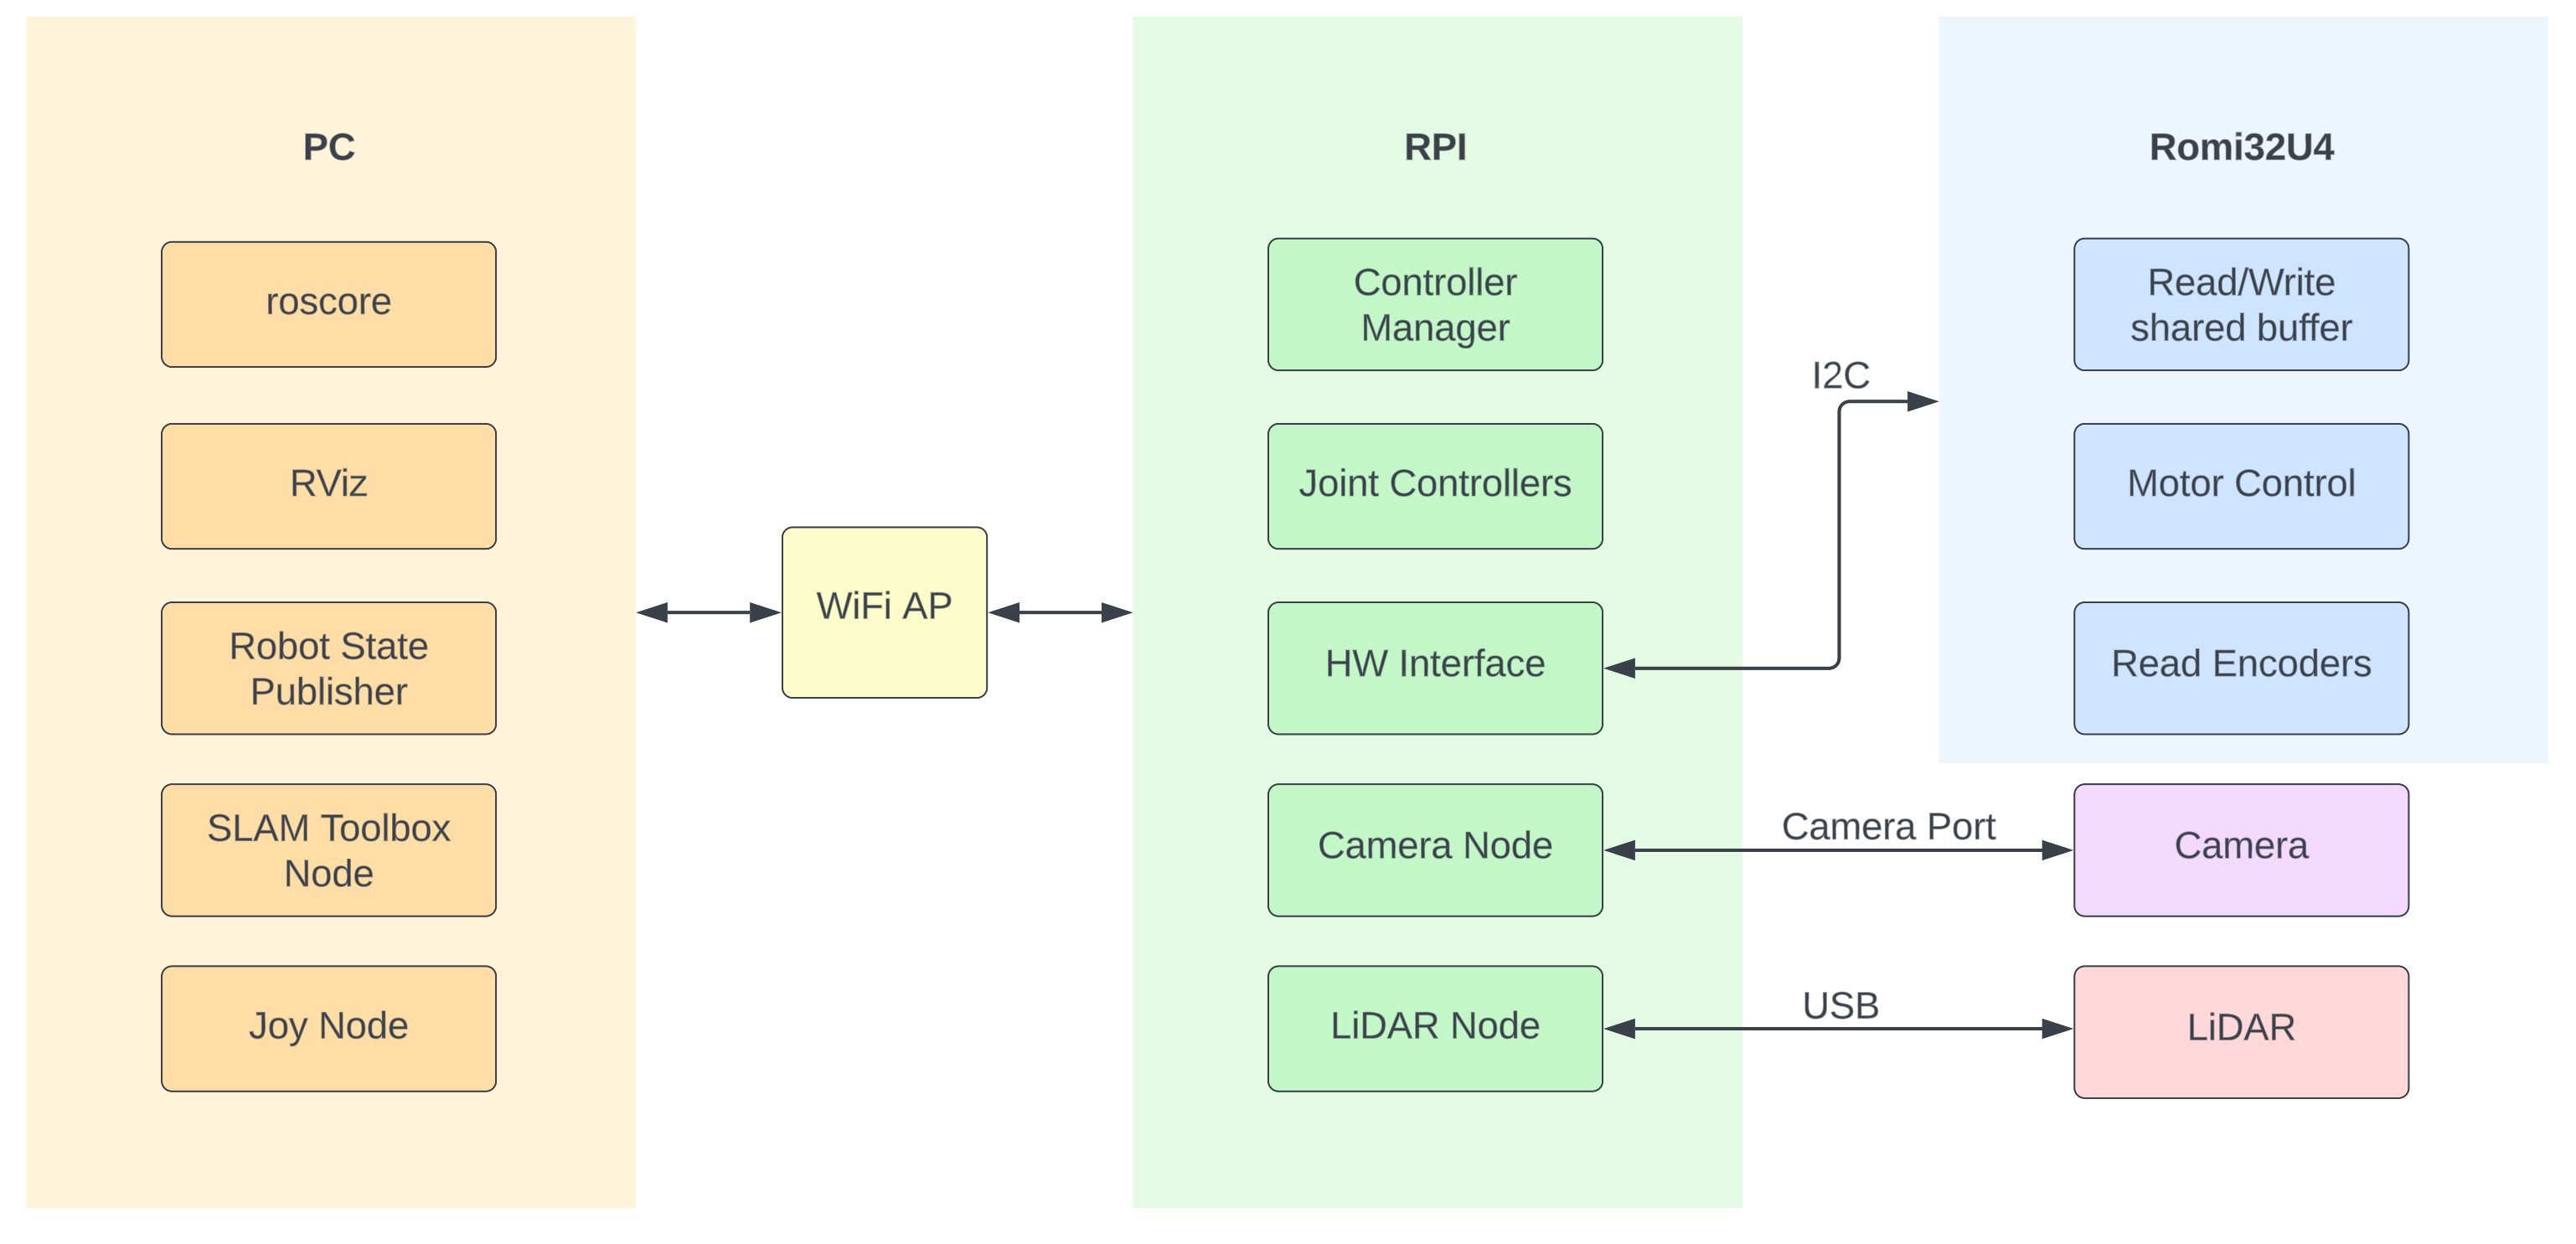 PC
roscore
RViz
Robot State
Publisher
SLAM Toolbox
Node
Joy Node
WiFi AP
RPI
Controller
Manager
Joint Controllers
HW Interface
Camera Node
LiDAR Node
I2C
Camera Port
USB
Romi32U4
Read/Write
shared buffer
Motor Control
Read Encoders
Camera
LiDAR